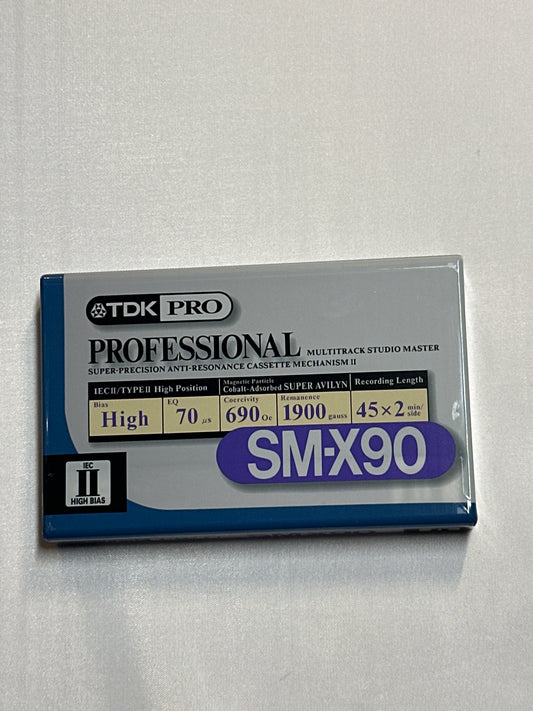 TDK PRO
PROFESSIONAL MULTITRACK STUDIO MASTER
SUPER-PRECISION ANTI-RESONANCE CASSETTE MECHANISM II
IECII/TYPEII High Position Magnetic Particle Cobalt-Adsorbed SUPER AVILYN Recording Length
Bias High EQ 70 μs Coercivity 690 Oe Remanence 1900 gauss 45×2 min/side
SM-X90
IEC
II
HIGH BIAS